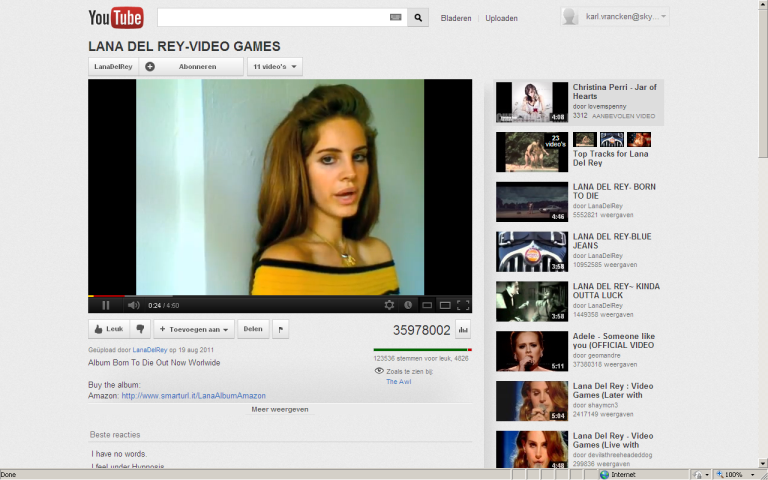 YouTube
Bladeren
Uploaden
karl.vrancken@sky...
LANA DEL REY-VIDEO GAMES
LanaDelRey
Abonneren
11 video's
0:24 / 4:50
Leuk
Toevoegen aan
Delen
35978002
Geüpload door LanaDelRey op 19 aug 2011
Album Born To Die Out Now Worlwide
123536 stemmen voor leuk, 4826
Zoals te zien bij:
The Awl
Buy the album:
Amazon: http://www.smarturl.it/LanaAlbumAmazon
Meer weergeven
Beste reacties
I have no words.
I feel under Hypnosis
4:08
Christina Perri - Jar of
Hearts
door lovemspenny
3312 AANBEVOLEN VIDEO
23
video's
Top Tracks for Lana
Del Rey
4:46
LANA DEL REY- BORN
TO DIE
door LanaDelRey
5552821 weergaven
3:58
LANA DEL REY-BLUE
JEANS
door LanaDelRey
10952585 weergaven
3:58
LANA DEL REY~ KINDA
OUTTA LUCK
door LanaDelRey
1449358 weergaven
5:11
Adele - Someone like
you (OFFICIAL VIDEO
door geomandre
37380318 weergaven
5:04
Lana Del Rey : Video
Games (Later with
door shaymcn3
2417149 weergaven
4:48
Lana Del Rey - Video
Games (Live with
door devilsthreeheadeddog
299836 weergaven
Done
Internet
100%